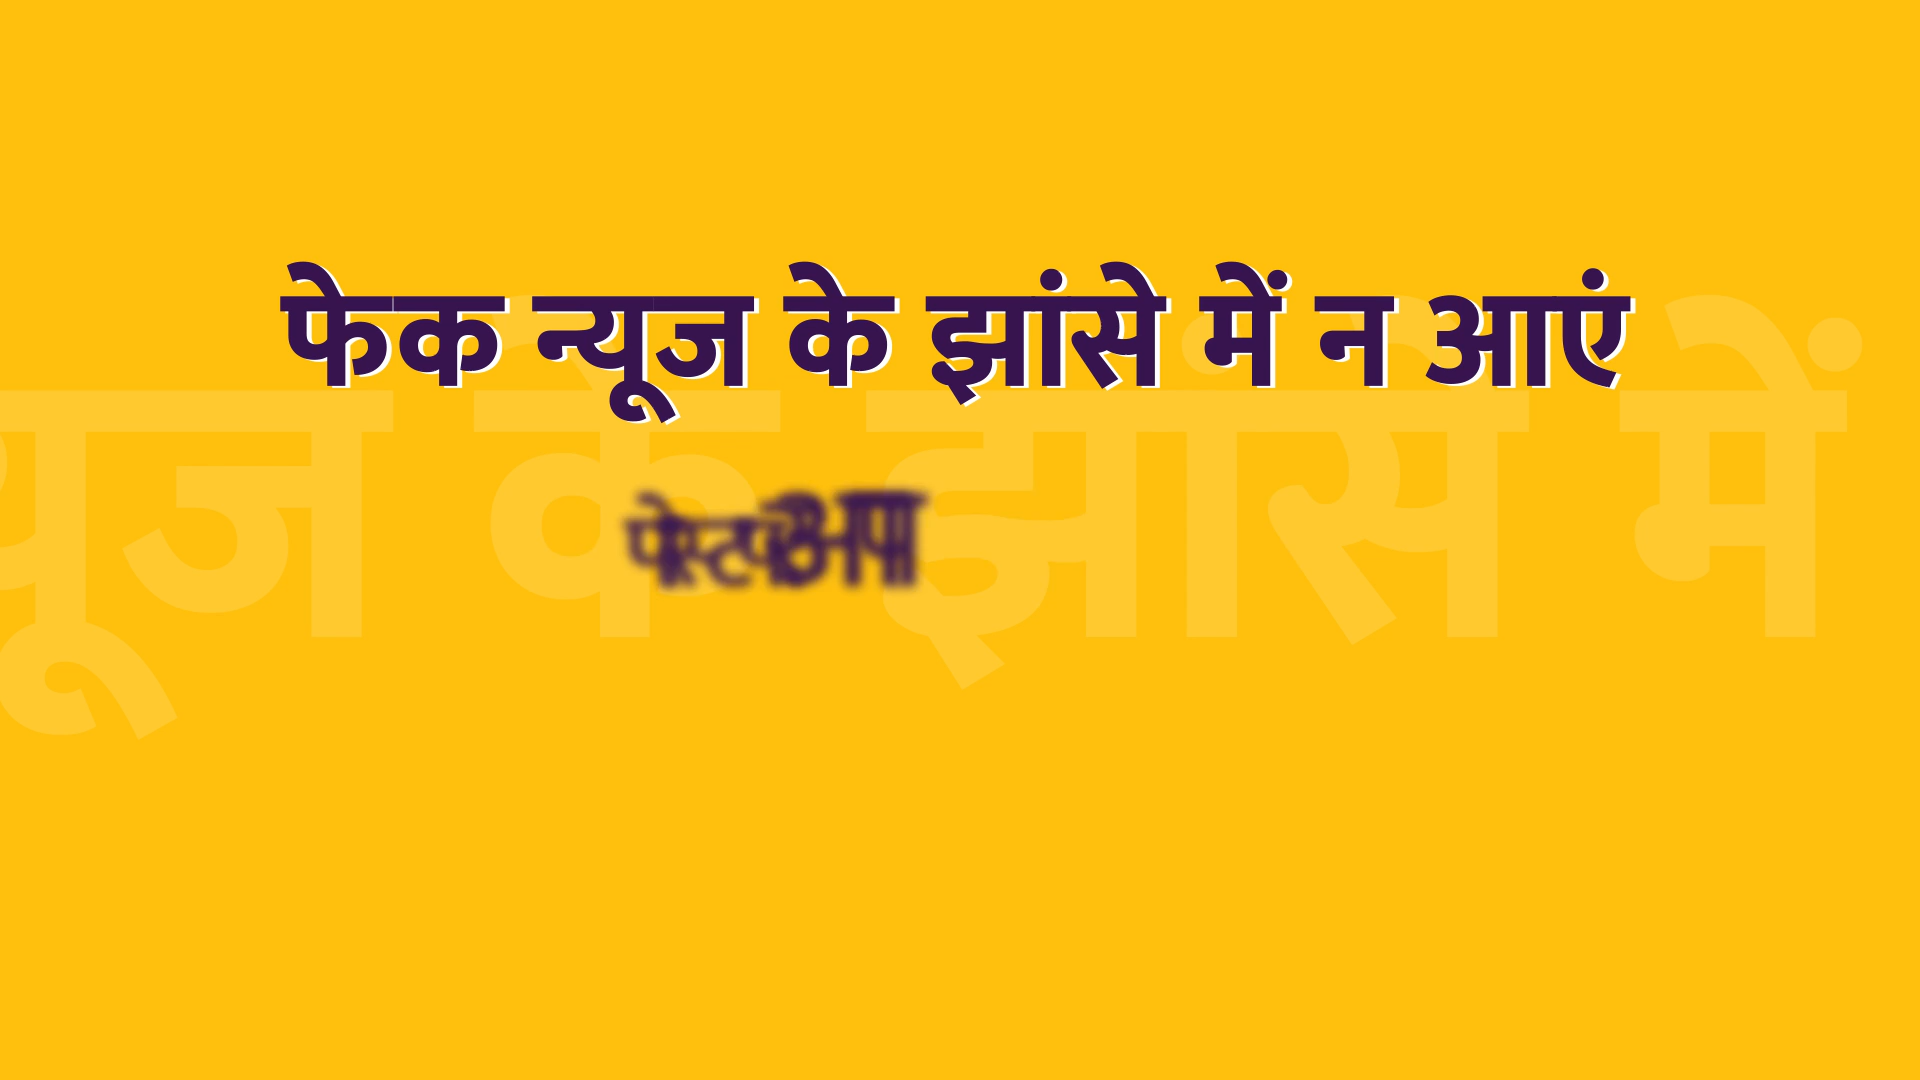 फेक न्यूज के झांसे में न आएं